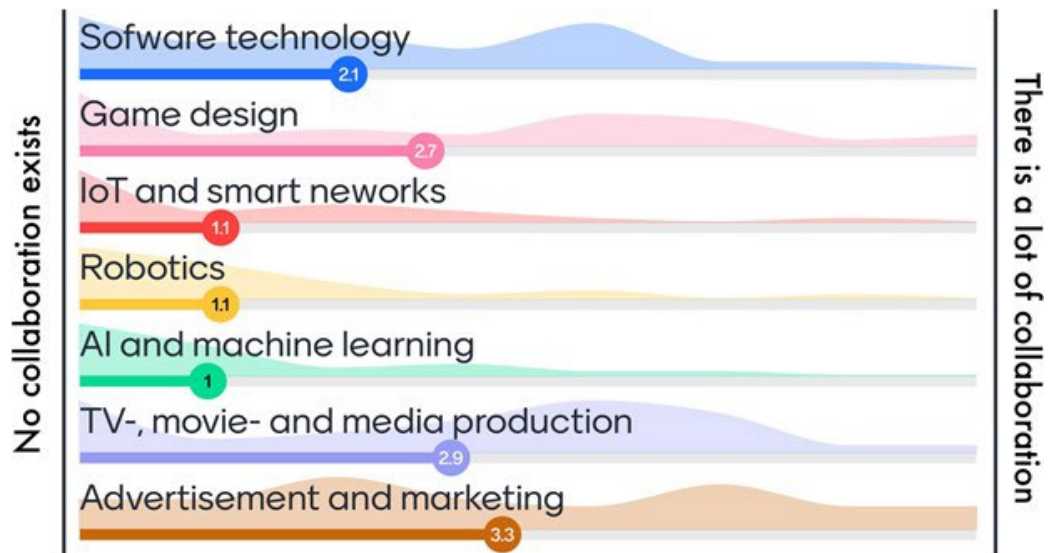 No collaboration exists
Sofware technology
2.1
Game design
2.7
IoT and smart neworks
1.1
Robotics
1.1
AI and machine learning
1
TV-, movie- and media production
2.9
Advertisement and marketing
3.3
There is a lot of collaboration